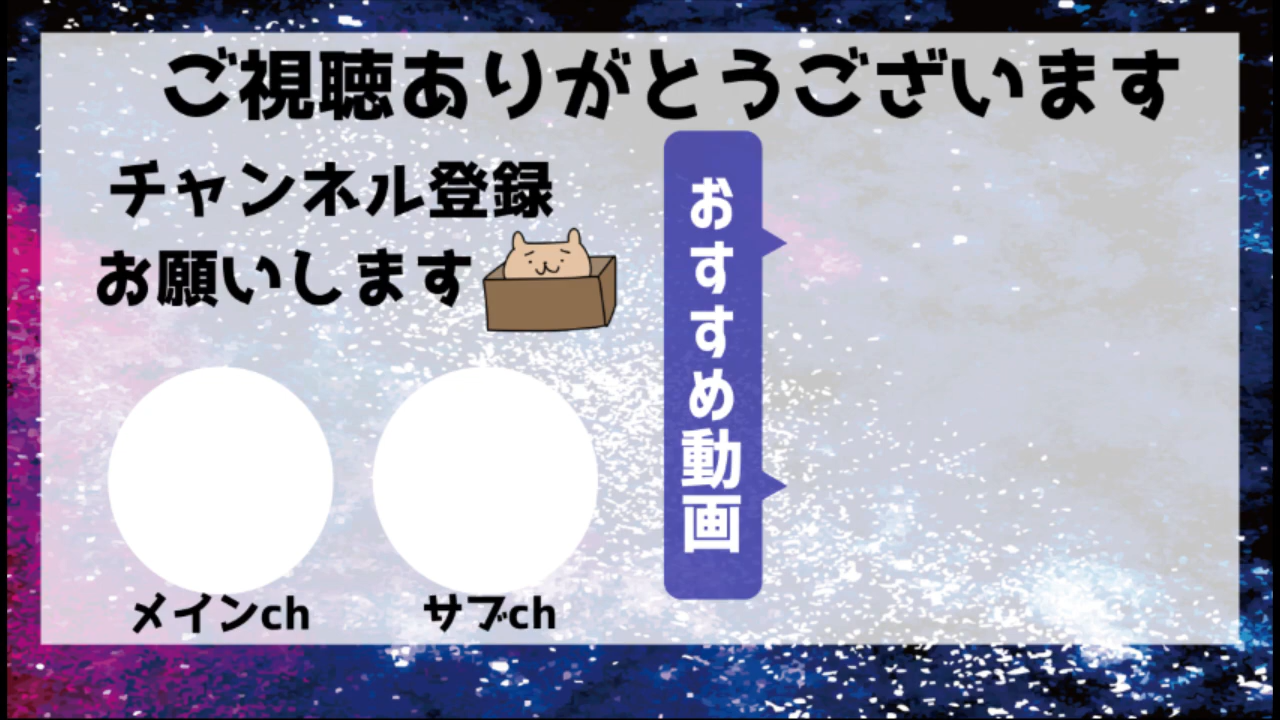 ご視聴ありがとうございます
チャンネル登録
お願いします
おすすめ動画
メインch
サブch